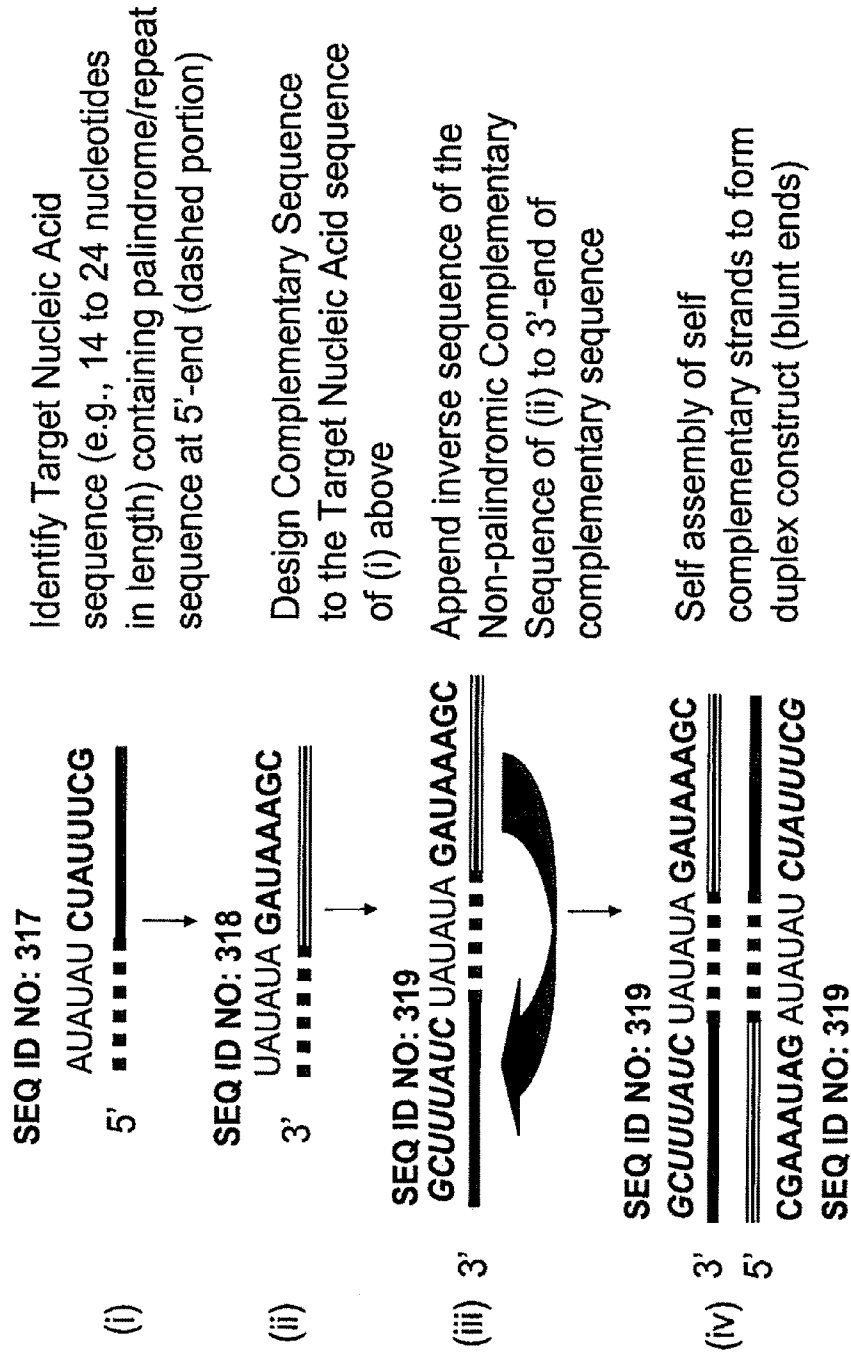 (i)
SEQ ID NO: 317
AUAUAU CUAUUUCG
5’
Identify Target Nucleic Acid
sequence (e.g., 14 to 24 nucleotides
in length) containing palindrome/repeat
sequence at 5’-end (dashed portion)
(ii)
SEQ ID NO: 318
UAUAUA GAUAAAGC
3’
Design Complementary Sequence
to the Target Nucleic Acid sequence
of (i) above
(iii)
SEQ ID NO: 319
GCUUUAUC UAUAUA GAUAAAGC
3’
Append inverse sequence of the
Non-palindromic Complementary
Sequence of (ii) to 3’-end of
complementary sequence
(iv)
SEQ ID NO: 319
GCUUUAUC UAUAUA GAUAAAGC
3’
5’
CGAAAUAG AUAUAU CUAUUUCG
SEQ ID NO: 319
Self assembly of self
complementary strands to form
duplex construct (blunt ends)